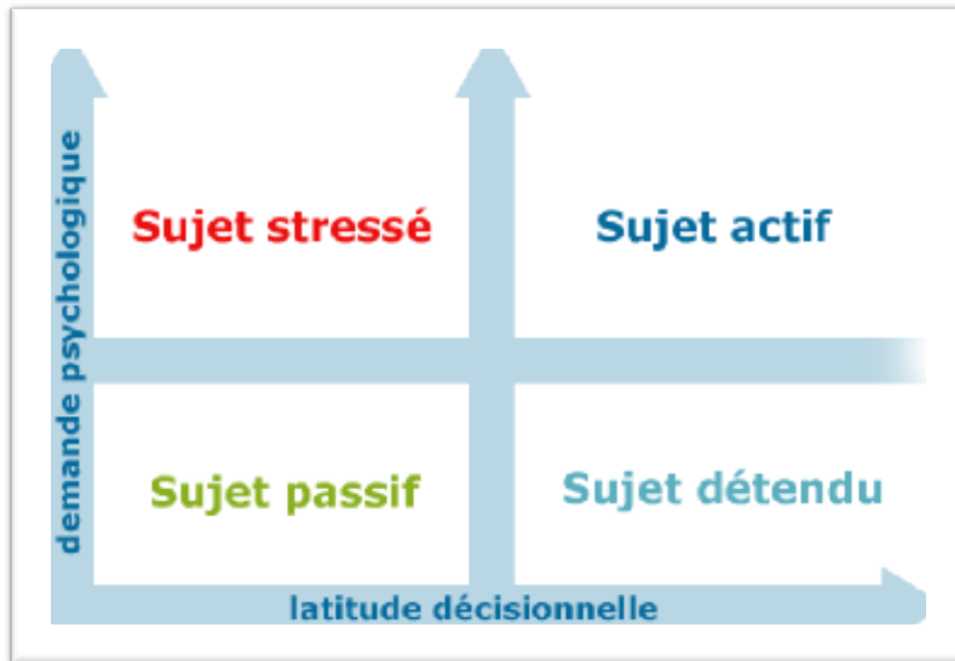 demande psychologique
Sujet stressé
Sujet actif
Sujet passif
Sujet détendu
latitude décisionnelle